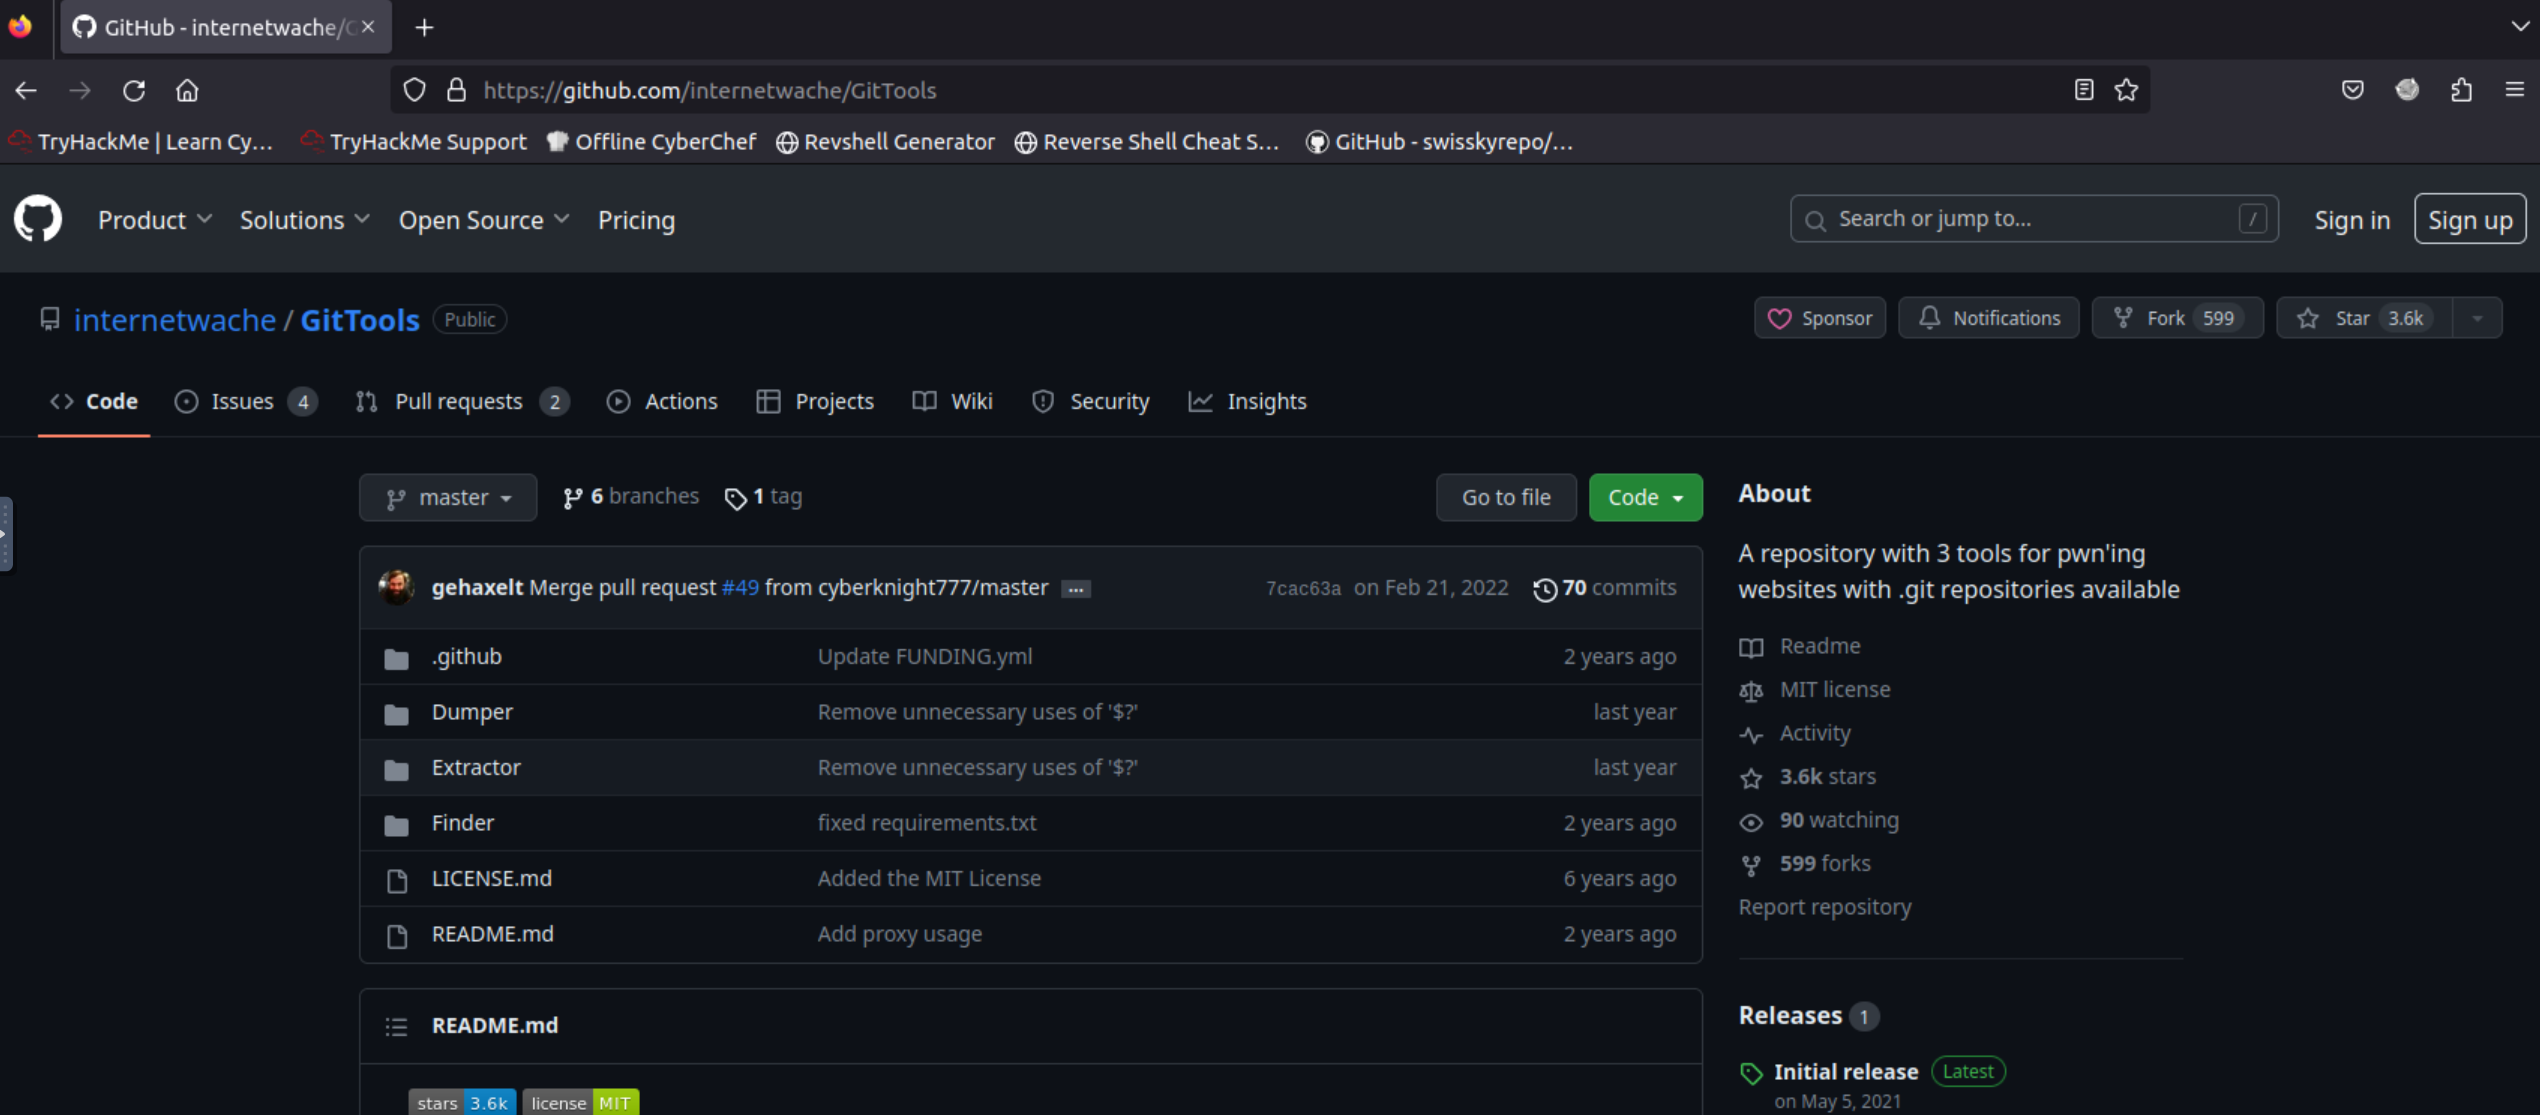 GitHub - internetwache/G
https://github.com/internetwache/GitTools
TryHackMe | Learn Cy... TryHackMe Support Offline CyberChef Revshell Generator Reverse Shell Cheat S... GitHub - swisskyrepo/...
Product Solutions Open Source Pricing Search or jump to... / Sign in Sign up
internetwache / GitTools Public Sponsor Notifications Fork 599 Star 3.6k
Code Issues 4 Pull requests 2 Actions Projects Wiki Security Insights
master 6 branches 1 tag Go to file Code
gehaxelt Merge pull request #49 from cyberknight777/master ... 7cac63a on Feb 21, 2022 70 commits
.github Update FUNDING.yml 2 years ago
Dumper Remove unnecessary uses of '$?' last year
Extractor Remove unnecessary uses of '$?' last year
Finder fixed requirements.txt 2 years ago
LICENSE.md Added the MIT License 6 years ago
README.md Add proxy usage 2 years ago
README.md
stars 3.6k license MIT
About
A repository with 3 tools for pwn'ing
websites with .git repositories available
Readme
MIT license
Activity
3.6k stars
90 watching
599 forks
Report repository
Releases 1
Initial release Latest
on May 5, 2021